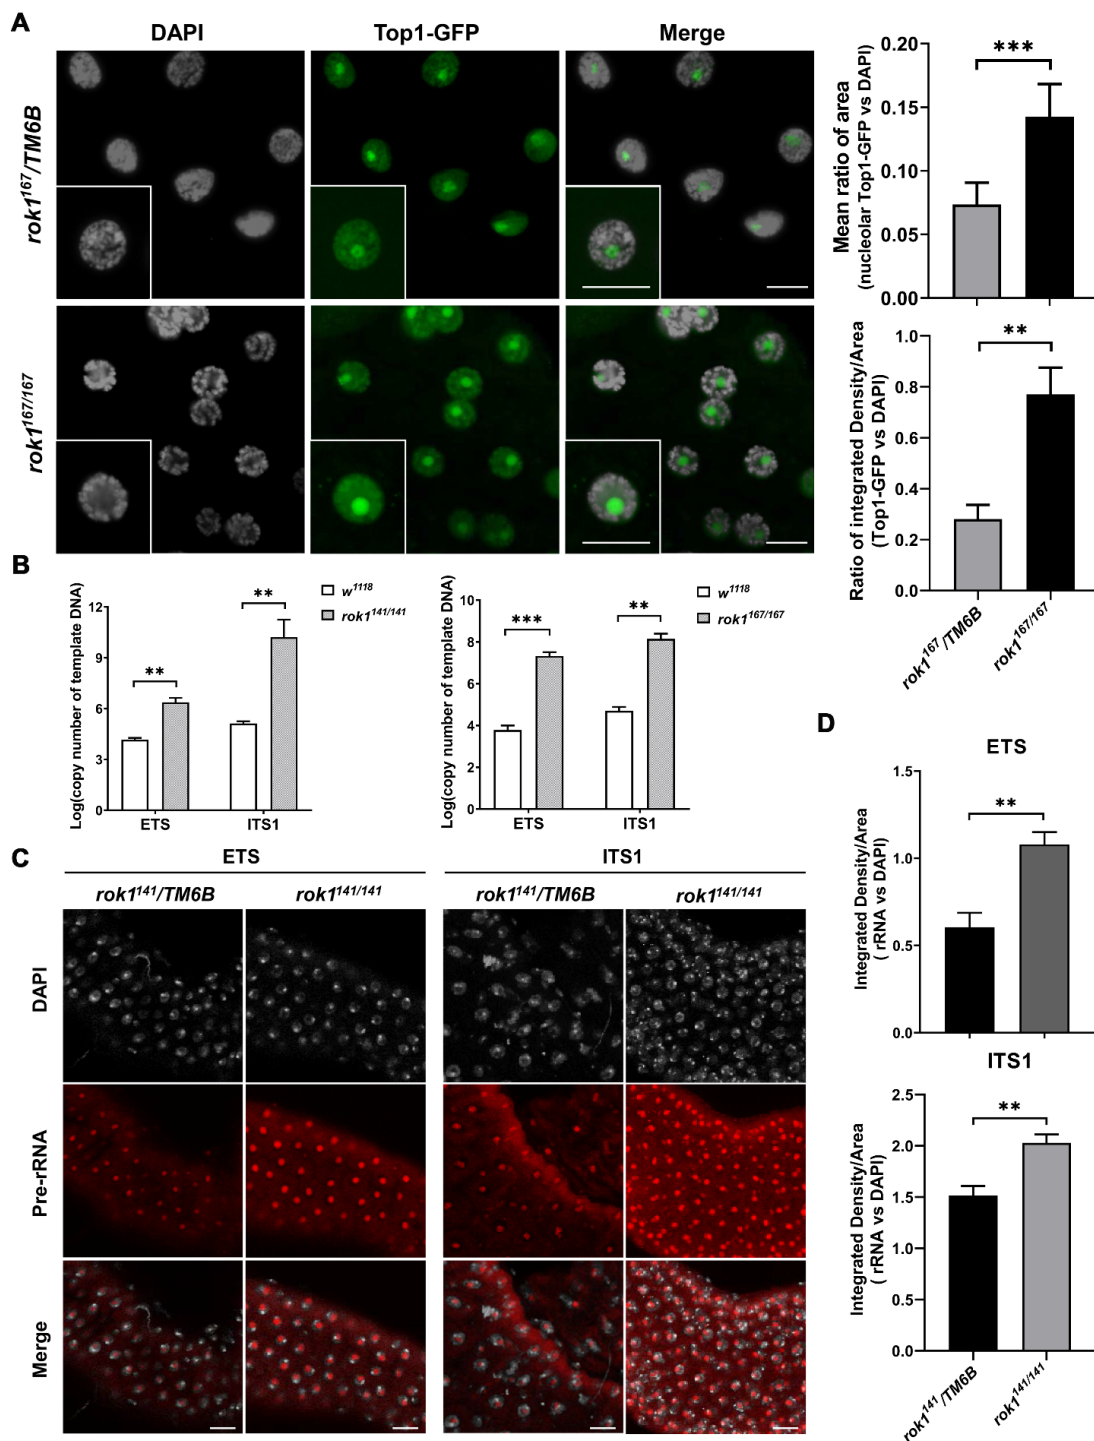 A
DAPI
Top1-GFP
Merge
rok1167/TM6B
rok1167/167
0.20
0.15
0.10
0.05
0.00
Mean ratio of area
(nucleolar Top1-GFP vs DAPI)
***
1.0
0.8
0.6
0.4
0.2
0.0
Ratio of integrated Density/Area
(Top1-GFP vs DAPI)
**
rok1167/TM6B
rok1167/167
B
Log(copy number of template DNA)
12
9
6
3
0
**
**
ETS
ITS1
w1118
rok1141/141
Log(copy number of template DNA)
10
8
6
4
2
0
***
**
ETS
ITS1
w1118
rok1167/167
C
ETS
ITS1
rok1141/TM6B
rok1141/141
rok1141/TM6B
rok1141/141
DAPI
Pre-rRNA
Merge
D
ETS
1.5
1.0
0.5
0.0
Integrated Density/Area
( rRNA vs DAPI)
**
ITS1
2.5
2.0
1.5
1.0
0.5
0.0
Integrated Density/Area
( rRNA vs DAPI)
**
rok1141/TM6B
rok1141/141